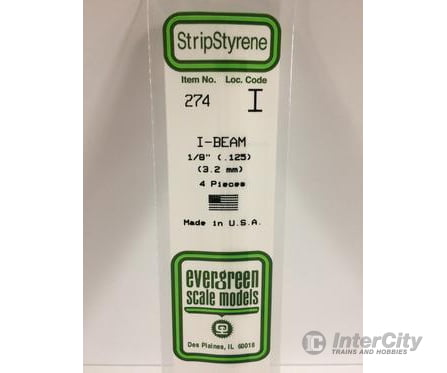 StripStyrene
Item No. Loc. Code
274 I
I-BEAM
1/8" (.125)
(3.2 mm)
4 Pieces
Made in U.S.A.
evergreen
scale models
Des Plaines, IL 60018
IC InterCity
TRAINS AND HOBBIES